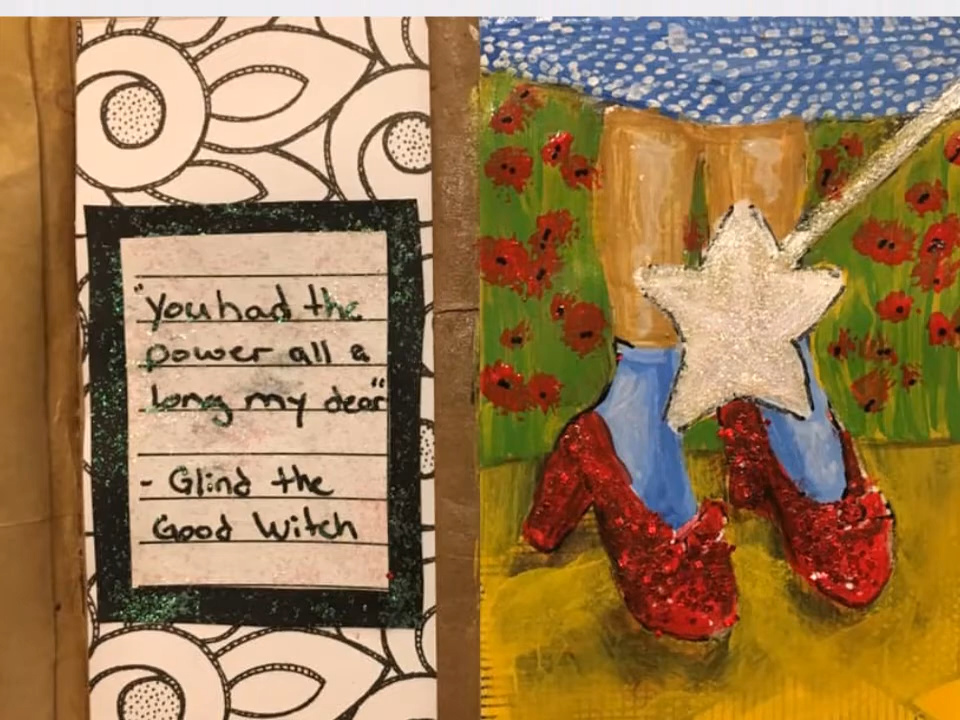 "You had the
power all a
long my dear"
- Glind the
Good Witch